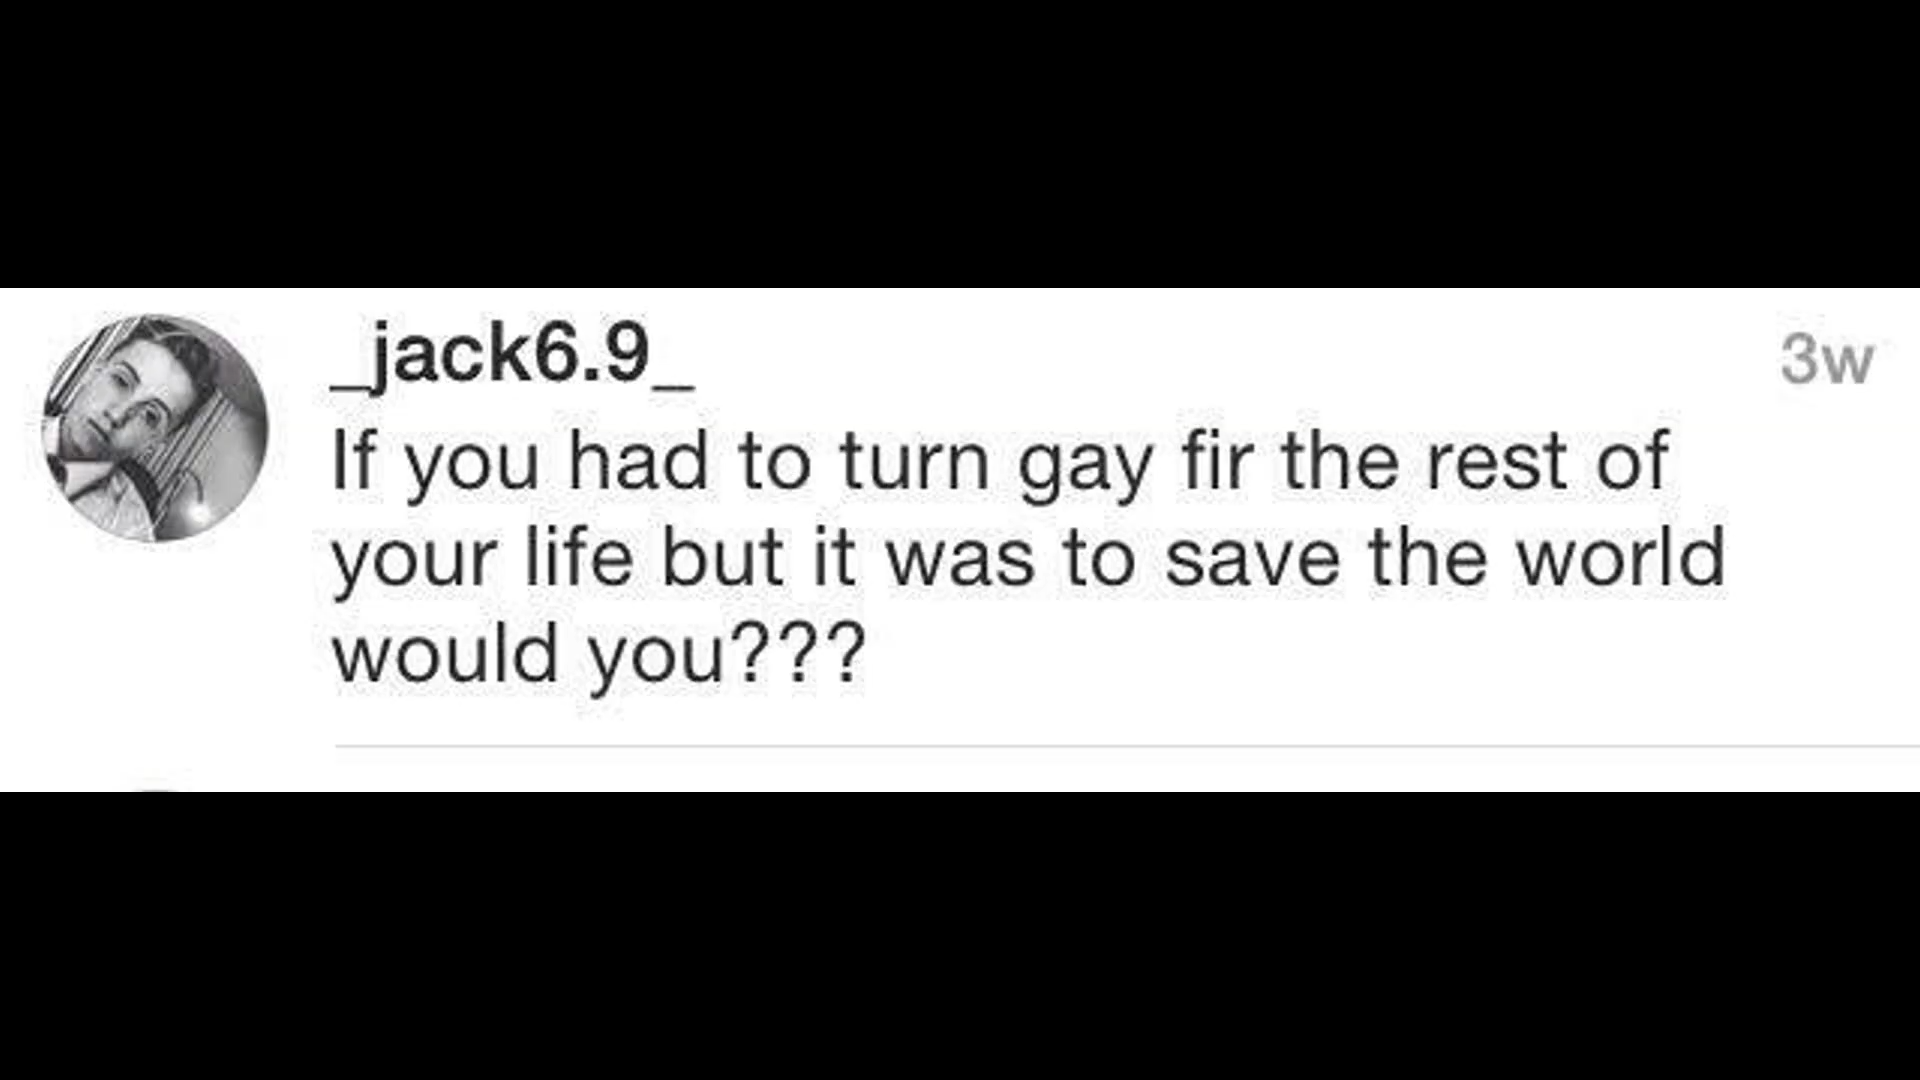 _jack6.9_
3w
If you had to turn gay fir the rest of
your life but it was to save the world
would you???